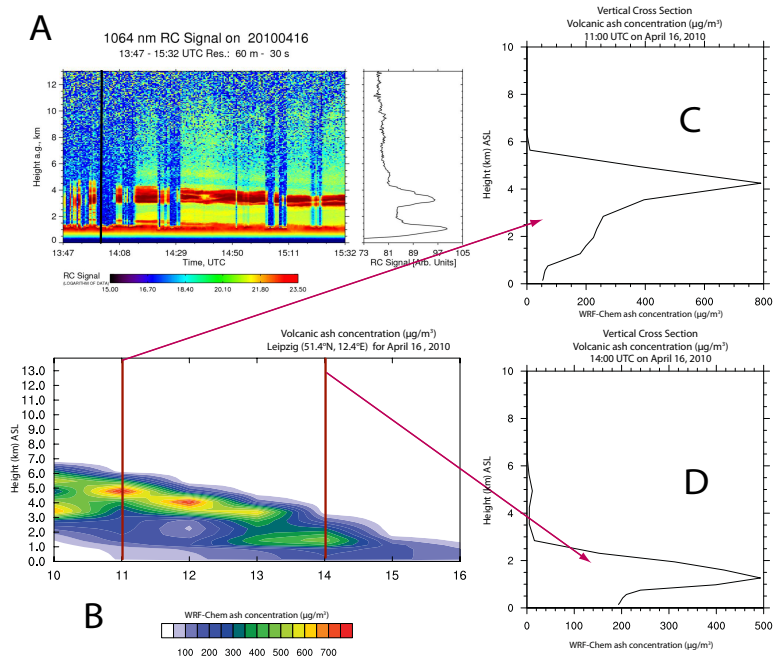 A
1064 nm RC Signal on 20100416
13:47 - 15:32 UTC Res.: 60 m - 30 s
Height a.g., km
12
10
8
6
4
2
0
13:47 14:08 14:29 14:50 15:11 15:32
Time, UTC
73 81 89 97 105
RC Signal [Arb. Units]
RC Signal
(LOGARITHM OF DATA)
15.00 16.70 18.40 20.10 21.80 23.50
Vertical Cross Section
Volcanic ash concentration (µg/m³)
11:00 UTC on April 16, 2010
C
Height (km) ASL
10
8
6
4
2
0
0 200 400 600 800
WRF-Chem ash concentration (µg/m³)
Volcanic ash concentration (µg/m³)
Leipzig (51.4°N, 12.4°E) for April 16 , 2010
Height (km) ASL
13.0
12.0
11.0
10.0
9.0
8.0
7.0
6.0
5.0
4.0
3.0
2.0
1.0
0.0
10 11 12 13 14 15 16
B
WRF-Chem ash concentration (µg/m³)
100 200 300 400 500 600 700
Vertical Cross Section
Volcanic ash concentration (µg/m³)
14:00 UTC on April 16, 2010
D
Height (km) ASL
10
8
6
4
2
0
0 100 200 300 400 500
WRF-Chem ash concentration (µg/m³)